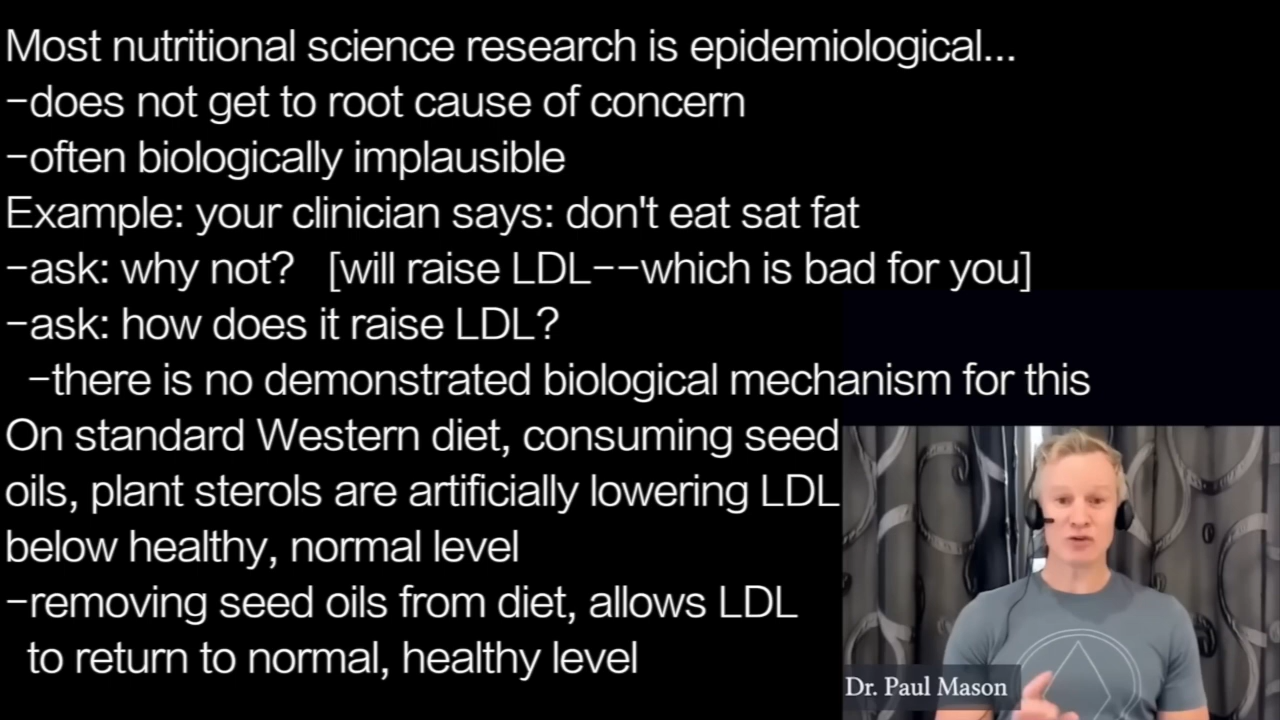 Most nutritional science research is epidemiological...
-does not get to root cause of concern
-often biologically implausible
Example: your clinician says: don't eat sat fat
-ask: why not? [will raise LDL--which is bad for you]
-ask: how does it raise LDL?
-there is no demonstrated biological mechanism for this
On standard Western diet, consuming seed
oils, plant sterols are artificially lowering LDL
below healthy, normal level
-removing seed oils from diet, allows LDL
to return to normal, healthy level
Dr. Paul Mason